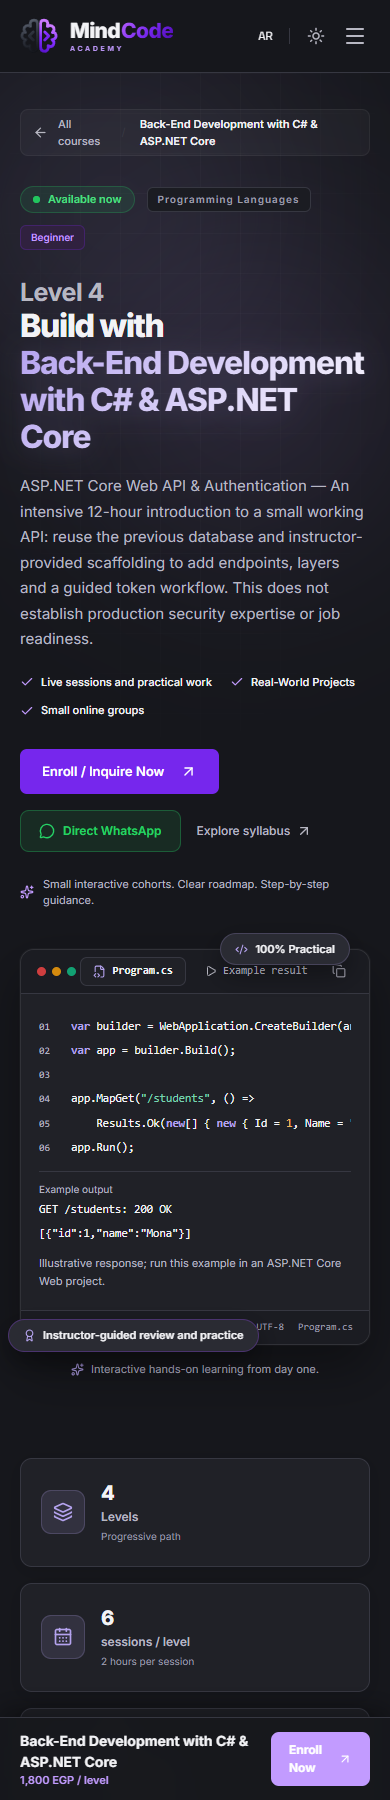 MindCode
ACADEMY
AR
All
courses
/
Back-End Development with C# &
ASP.NET Core
Available now
Programming Languages
Beginner
Level 4
Build with
Back-End Development
with C# & ASP.NET
Core
ASP.NET Core Web API & Authentication — An
intensive 12-hour introduction to a small working
API: reuse the previous database and instructor-
provided scaffolding to add endpoints, layers
and a guided token workflow. This does not
establish production security expertise or job
readiness.
Live sessions and practical work
Real-World Projects
Small online groups
Enroll / Inquire Now
Direct WhatsApp
Explore syllabus
Small interactive cohorts. Clear roadmap. Step-by-step
guidance.
100% Practical
Program.cs
Example result
01 var builder = WebApplication.CreateBuilder(ar
02 var app = builder.Build();
03
04 app.MapGet("/students", () =>
05 Results.Ok(new[] { new { Id = 1, Name = "
06 app.Run();
Example output
GET /students: 200 OK
[{"id":1,"name":"Mona"}]
Illustrative response; run this example in an ASP.NET Core
Web project.
Instructor-guided review and practice
UTF-8 Program.cs
Interactive hands-on learning from day one.
4
Levels
Progressive path
6
sessions / level
2 hours per session
Back-End Development with C# &
ASP.NET Core
1,800 EGP / level
Enroll
Now